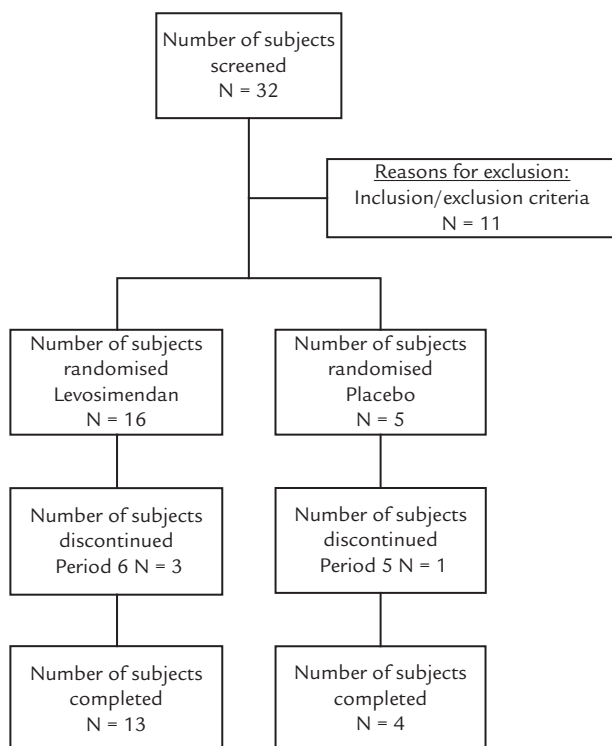 Number of subjects
screened
N = 32
Reasons for exclusion:
Inclusion/exclusion criteria
N = 11
Number of subjects
randomised
Levosimendan
N = 16
Number of subjects
randomised
Placebo
N = 5
Number of subjects
discontinued
Period 6 N = 3
Number of subjects
discontinued
Period 5 N = 1
Number of subjects
completed
N = 13
Number of subjects
completed
N = 4